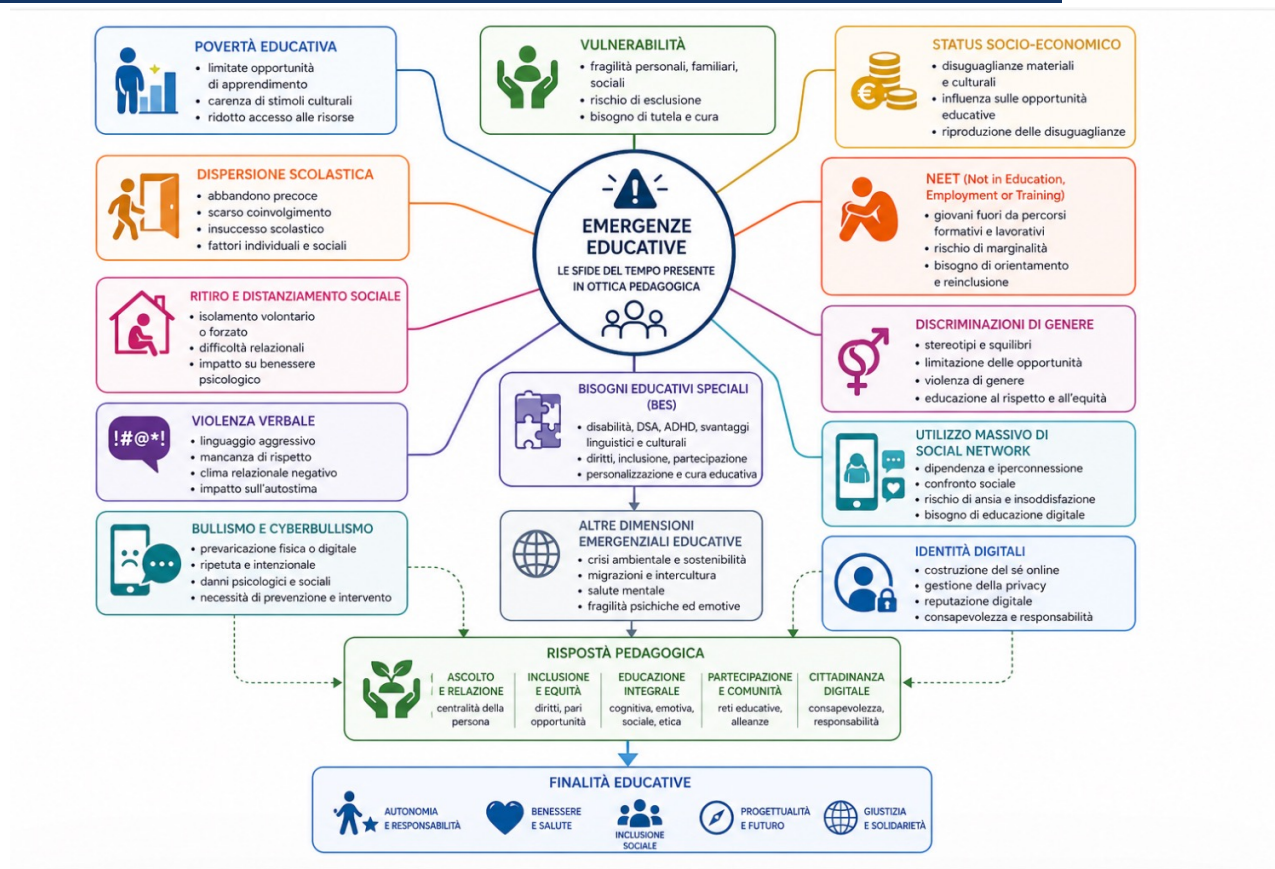 POVERTÀ EDUCATIVA
• limitate opportunità
di apprendimento
• carenza di stimoli culturali
• ridotto accesso alle risorse
VULNERABILITÀ
• fragilità personali, familiari,
sociali
• rischio di esclusione
• bisogno di tutela e cura
STATUS SOCIO-ECONOMICO
• disuguaglianze materiali
e culturali
• influenza sulle opportunità
educative
• riproduzione delle disuguaglianze
DISPERSIONE SCOLASTICA
• abbandono precoce
• scarso coinvolgimento
• insuccesso scolastico
• fattori individuali e sociali
EMERGENZE
EDUCATIVE
LE SFIDE DEL TEMPO PRESENTE
IN OTTICA PEDAGOGICA
NEET (Not in Education,
Employment or Training)
• giovani fuori da percorsi
formativi e lavorativi
• rischio di marginalità
• bisogno di orientamento
e reinclusione
RITIRO E DISTANZIAMENTO SOCIALE
• isolamento volontario
o forzato
• difficoltà relazionali
• impatto su benessere
psicologico
DISCRIMINAZIONI DI GENERE
• stereotipi e squilibri
• limitazione delle opportunità
• violenza di genere
• educazione al rispetto e all'equità
BISOGNI EDUCATIVI SPECIALI
(BES)
• disabilità, DSA, ADHD, svantaggi
linguistici e culturali
• diritti, inclusione, partecipazione
• personalizzazione e cura educativa
!#@*!
VIOLENZA VERBALE
• linguaggio aggressivo
• mancanza di rispetto
• clima relazionale negativo
• impatto sull'autostima
UTILIZZO MASSIVO DI
SOCIAL NETWORK
• dipendenza e iperconnessione
• confronto sociale
• rischio di ansia e insoddisfazione
• bisogno di educazione digitale
BULLISMO E CYBERBULLISMO
• prevaricazione fisica o digitale
• ripetuta e intenzionale
• danni psicologici e sociali
• necessità di prevenzione e intervento
ALTRE DIMENSIONI
EMERGENZIALI EDUCATIVE
• crisi ambientale e sostenibilità
• migrazioni e intercultura
• salute mentale
• fragilità psichiche ed emotive
IDENTITÀ DIGITALI
• costruzione del sé online
• gestione della privacy
• reputazione digitale
• consapevolezza e responsabilità
RISPOSTÀ PEDAGOGICA
ASCOLTO
E RELAZIONE
centralità della
persona
INCLUSIONE
E EQUITÀ
diritti, pari
opportunità
EDUCAZIONE
INTEGRALE
cognitiva, emotiva,
sociale, etica
PARTECIPAZIONE
E COMUNITÀ
reti educative,
alleanze
CITTADINANZA
DIGITALE
consapevolezza,
responsabilità
FINALITÀ EDUCATIVE
AUTONOMIA
E RESPONSABILITÀ
BENESSERE
E SALUTE
INCLUSIONE
SOCIALE
PROGETTUALITÀ
E FUTURO
GIUSTIZIA
E SOLIDARIETÀ